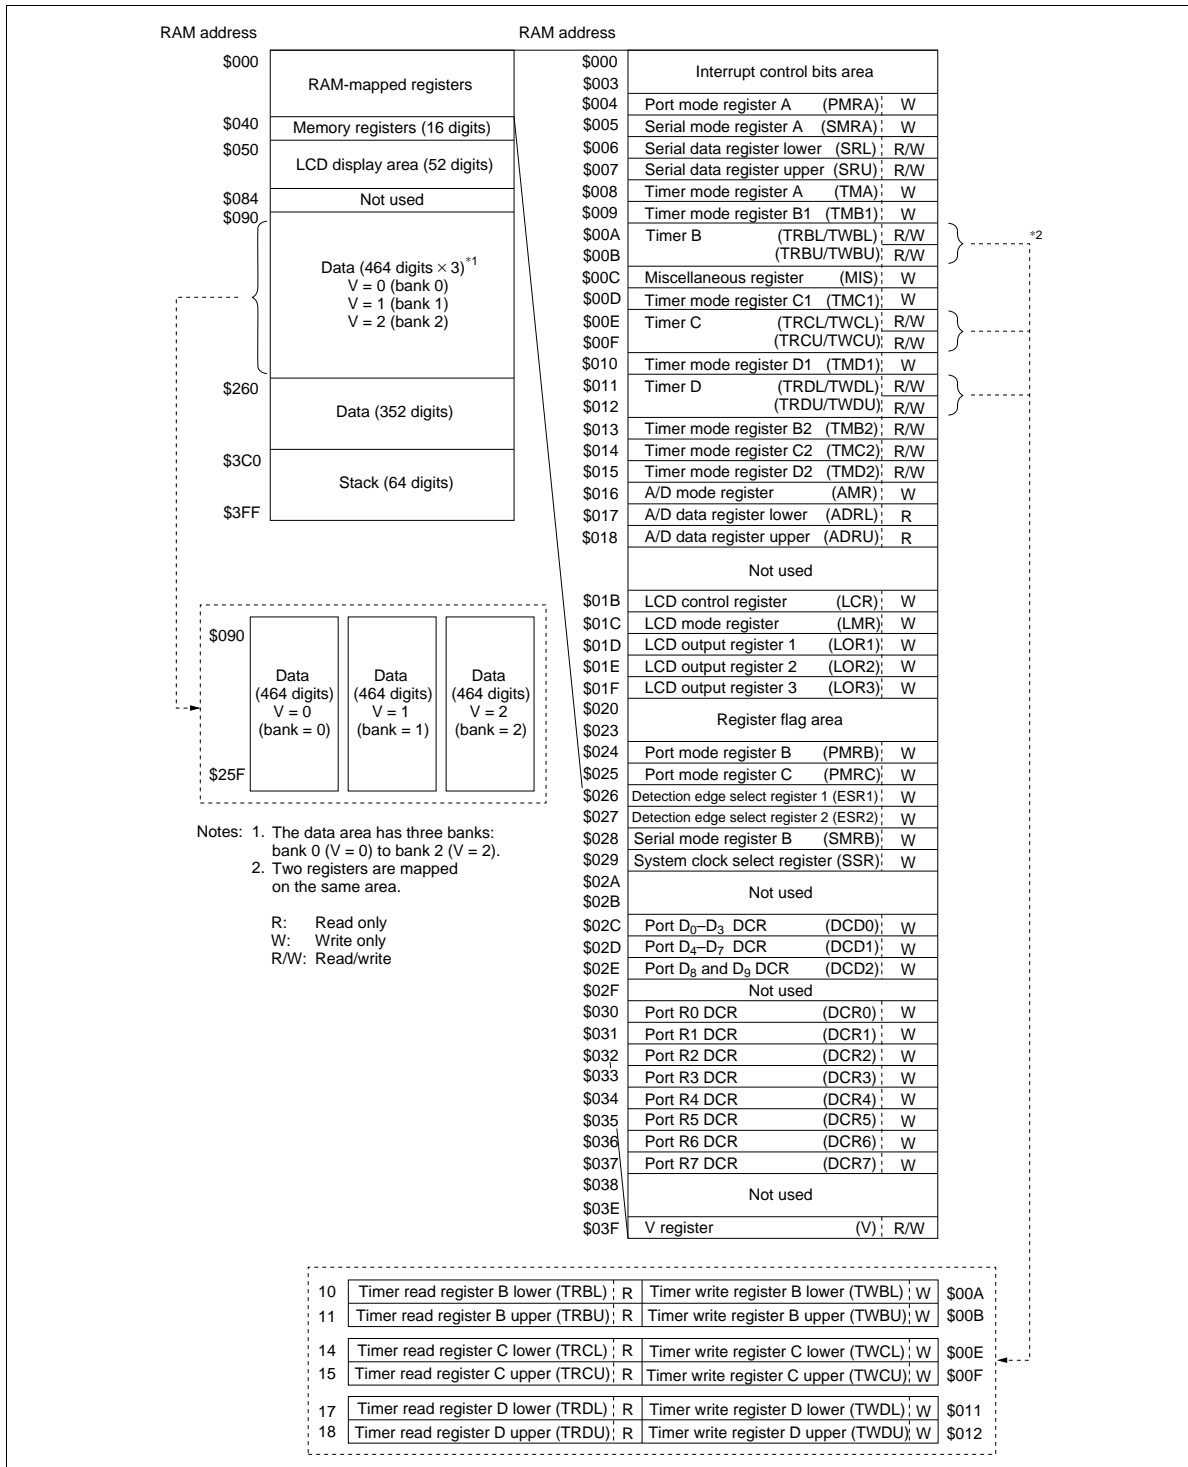 RAM address
$000
RAM-mapped registers
$040
Memory registers (16 digits)
$050
LCD display area (52 digits)
$084
Not used
$090
Data (464 digits × 3)*1
V = 0 (bank 0)
V = 1 (bank 1)
V = 2 (bank 2)
$260
Data (352 digits)
$3C0
Stack (64 digits)
$3FF
$090
Data
(464 digits)
V = 0
(bank = 0)
Data
(464 digits)
V = 1
(bank = 1)
Data
(464 digits)
V = 2
(bank = 2)
$25F
Notes: 1. The data area has three banks:
bank 0 (V = 0) to bank 2 (V = 2).
2. Two registers are mapped
on the same area.
R: Read only
W: Write only
R/W: Read/write
RAM address
$000
Interrupt control bits area
$003
$004 Port mode register A (PMRA) W
$005 Serial mode register A (SMRA) W
$006 Serial data register lower (SRL) R/W
$007 Serial data register upper (SRU) R/W
$008 Timer mode register A (TMA) W
$009 Timer mode register B1 (TMB1) W
$00A Timer B (TRBL/TWBL) R/W
*2
$00B (TRBU/TWBU) R/W
$00C Miscellaneous register (MIS) W
$00D Timer mode register C1 (TMC1) W
$00E Timer C (TRCL/TWCL) R/W
$00F (TRCU/TWCU) R/W
$010 Timer mode register D1 (TMD1) W
$011 Timer D (TRDL/TWDL) R/W
$012 (TRDU/TWDU) R/W
$013 Timer mode register B2 (TMB2) R/W
$014 Timer mode register C2 (TMC2) R/W
$015 Timer mode register D2 (TMD2) R/W
$016 A/D mode register (AMR) W
$017 A/D data register lower (ADRL) R
$018 A/D data register upper (ADRU) R
Not used
$01B LCD control register (LCR) W
$01C LCD mode register (LMR) W
$01D LCD output register 1 (LOR1) W
$01E LCD output register 2 (LOR2) W
$01F LCD output register 3 (LOR3) W
$020
Register flag area
$023
$024 Port mode register B (PMRB) W
$025 Port mode register C (PMRC) W
$026 Detection edge select register 1 (ESR1) W
$027 Detection edge select register 2 (ESR2) W
$028 Serial mode register B (SMRB) W
$029 System clock select register (SSR) W
$02A
Not used
$02B
$02C Port D0–D3 DCR (DCD0) W
$02D Port D4–D7 DCR (DCD1) W
$02E Port D8 and D9 DCR (DCD2) W
$02F Not used
$030 Port R0 DCR (DCR0) W
$031 Port R1 DCR (DCR1) W
$032 Port R2 DCR (DCR2) W
$033 Port R3 DCR (DCR3) W
$034 Port R4 DCR (DCR4) W
$035 Port R5 DCR (DCR5) W
$036 Port R6 DCR (DCR6) W
$037 Port R7 DCR (DCR7) W
$038
Not used
$03E
$03F V register (V) R/W
10 Timer read register B lower (TRBL) R Timer write register B lower (TWBL) W $00A
11 Timer read register B upper (TRBU) R Timer write register B upper (TWBU) W $00B
14 Timer read register C lower (TRCL) R Timer write register C lower (TWCL) W $00E
15 Timer read register C upper (TRCU) R Timer write register C upper (TWCU) W $00F
17 Timer read register D lower (TRDL) R Timer write register D lower (TWDL) W $011
18 Timer read register D upper (TRDU) R Timer write register D upper (TWDU) W $012